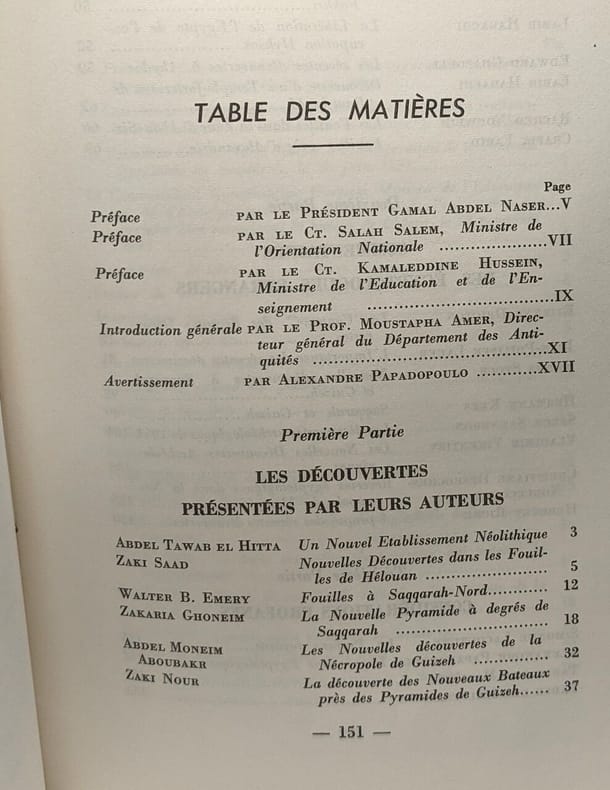 TABLE DES MATIÈRES
Page
Préface PAR LE PRÉSIDENT GAMAL ABDEL NASER...V
Préface PAR LE CT. SALAH SALEM, Ministre de
l'Orientation Nationale ..................VII
Préface PAR LE CT. KAMALEDDINE HUSSEIN,
Ministre de l'Education et de l'En-
seignement ..............................IX
Introduction générale PAR LE PROF. MOUSTAPHA AMER, Direc-
teur général du Département des Anti-
quités ...................................XI
Avertissement PAR ALEXANDRE PAPADOPOULO ..........XVII
Première Partie
LES DÉCOUVERTES
PRÉSENTÉES PAR LEURS AUTEURS
ABDEL TAWAB EL HITTA Un Nouvel Etablissement Néolithique 3
ZAKI SAAD Nouvelles Découvertes dans les Fouil-
les de Hélouan ..................... 5
WALTER B. EMERY Fouilles à Saqqarah-Nord............ 12
ZAKARIA GHONEIM La Nouvelle Pyramide à degrés de
Saqqarah ........................... 18
ABDEL MONEIM Les Nouvelles découvertes de la
ABOUBAKR Nécropole de Guizeh ............... 32
ZAKI NOUR La découverte des Nouveaux Bateaux
près des Pyramides de Guizeh...... 37
— 151 —